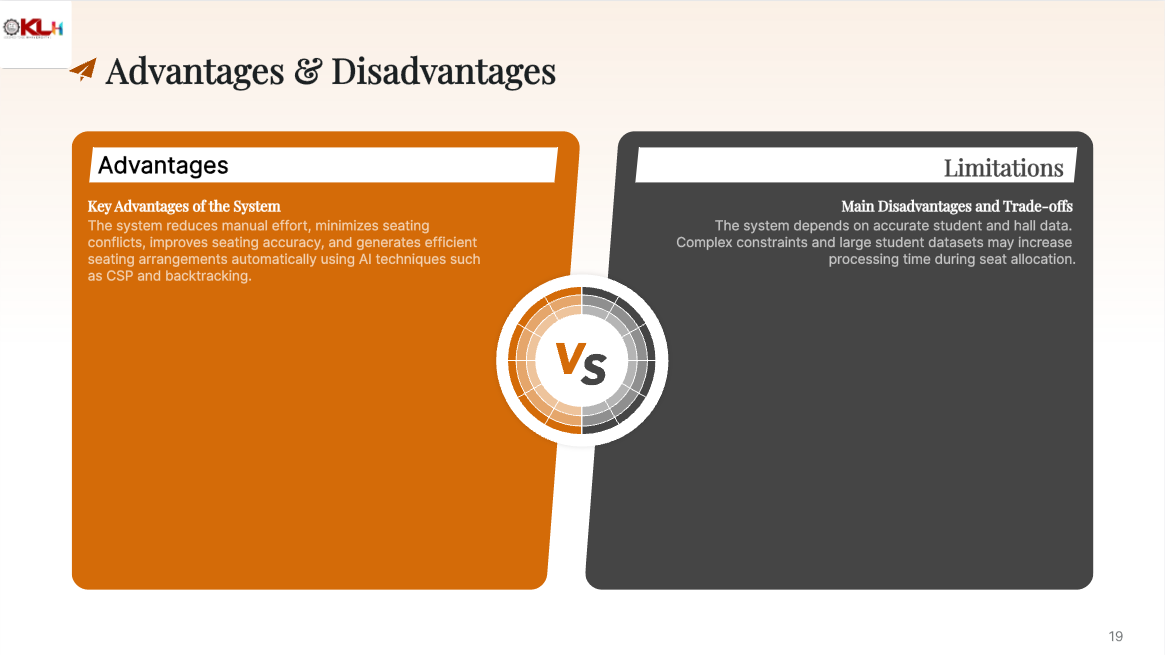 KLH
Advantages & Disadvantages
Advantages
Key Advantages of the System
The system reduces manual effort, minimizes seating
conflicts, improves seating accuracy, and generates efficient
seating arrangements automatically using AI techniques such
as CSP and backtracking.
Limitations
Main Disadvantages and Trade-offs
The system depends on accurate student and hall data.
Complex constraints and large student datasets may increase
processing time during seat allocation.
VS
19